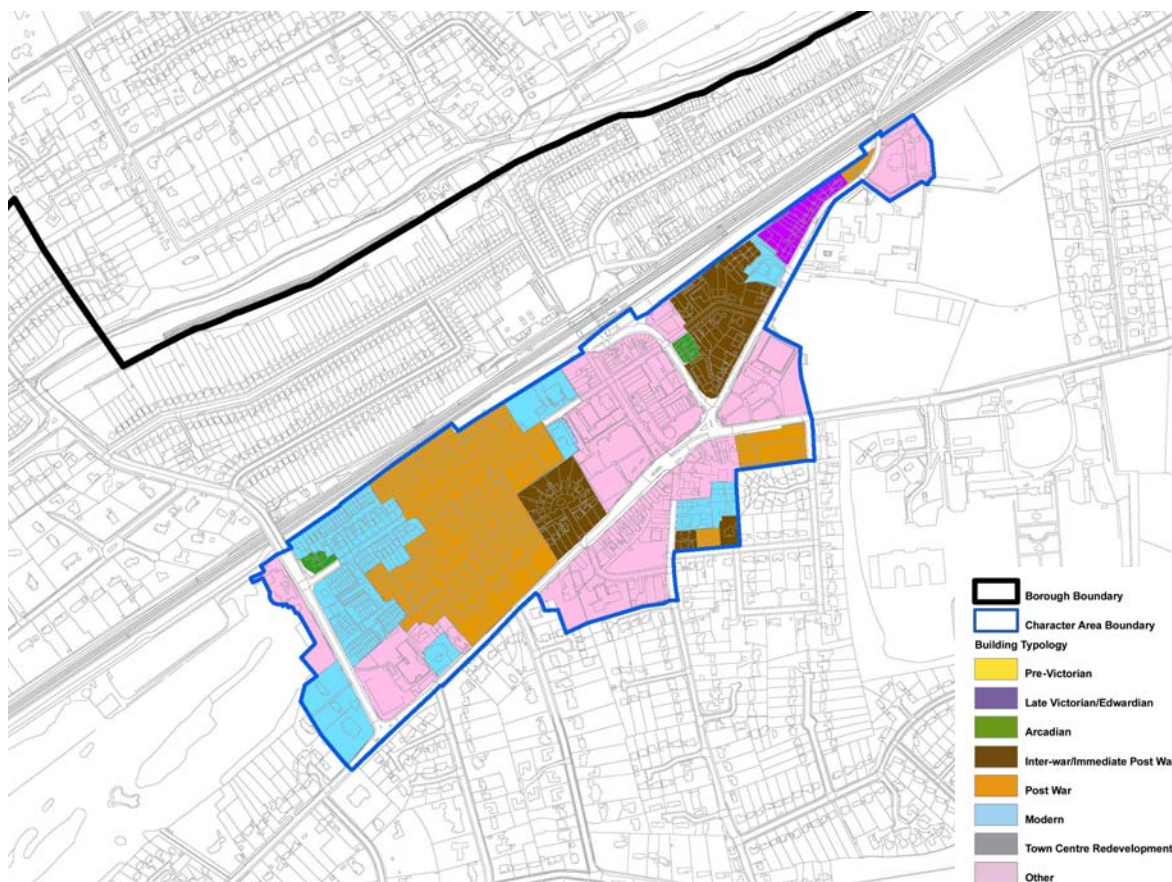 Borough Boundary
Character Area Boundary
Building Typology
Pre-Victorian
Late Victorian/Edwardian
Arcadian
Inter-war/Immediate Post Wa
Post War
Modern
Town Centre Redevelopment
Other